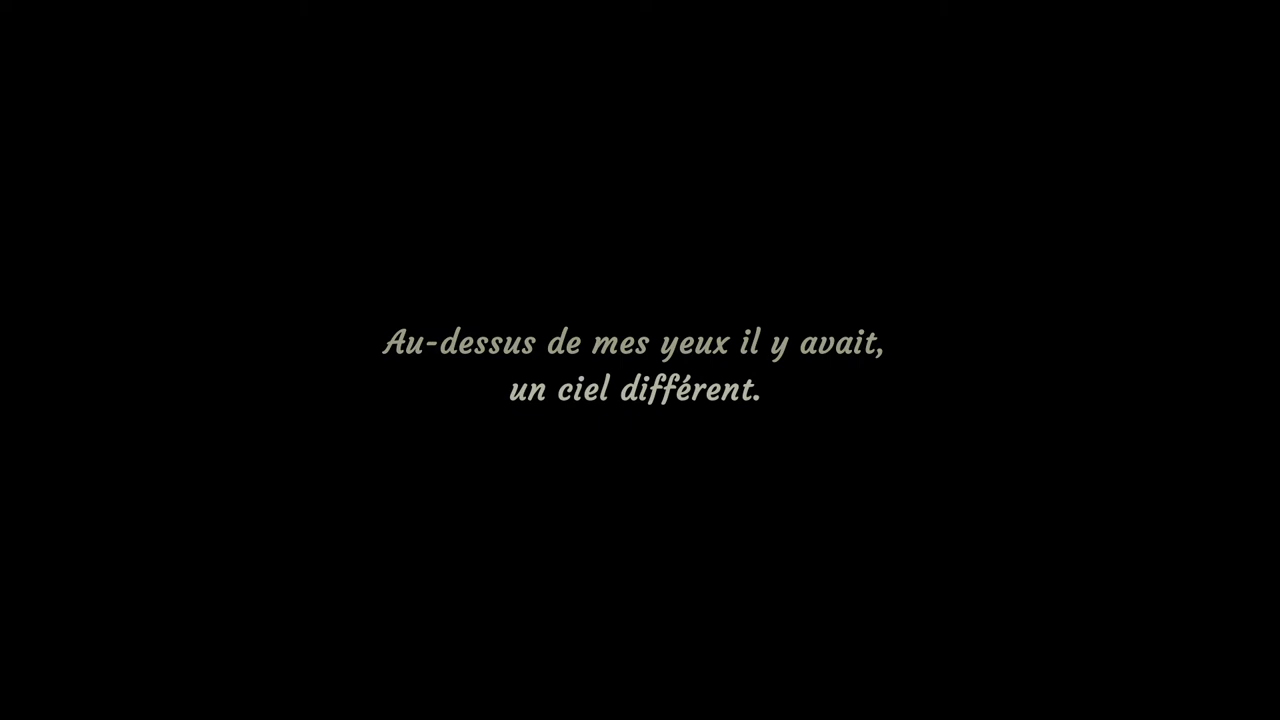 Au-dessus de mes yeux il y avait,
un ciel différent.